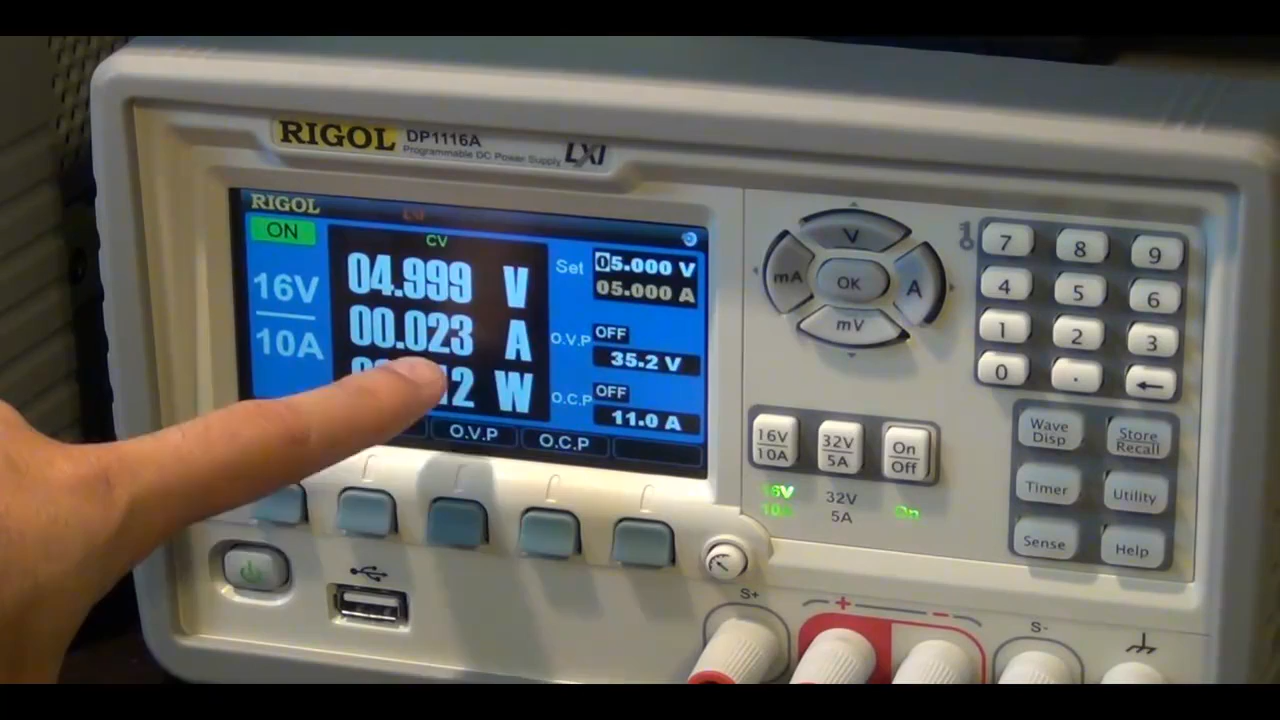 RIGOL DP1116A
Programmable DC Power Supply LXI
RIGOL
ON
CV
16V
10A
04.999 V
00.023 A
12 W
Set 05.000 V
05.000 A
O.V.P OFF
35.2 V
O.C.P OFF
11.0 A
O.V.P O.C.P
V
mA OK A
mV
7 8 9
4 5 6
1 2 3
0 . ←
16V
10A
32V
5A
On
Off
16V
10A
32V
5A
On
Wave
Disp
Store
Recall
Timer Utility
Sense Help
S+ + - S-